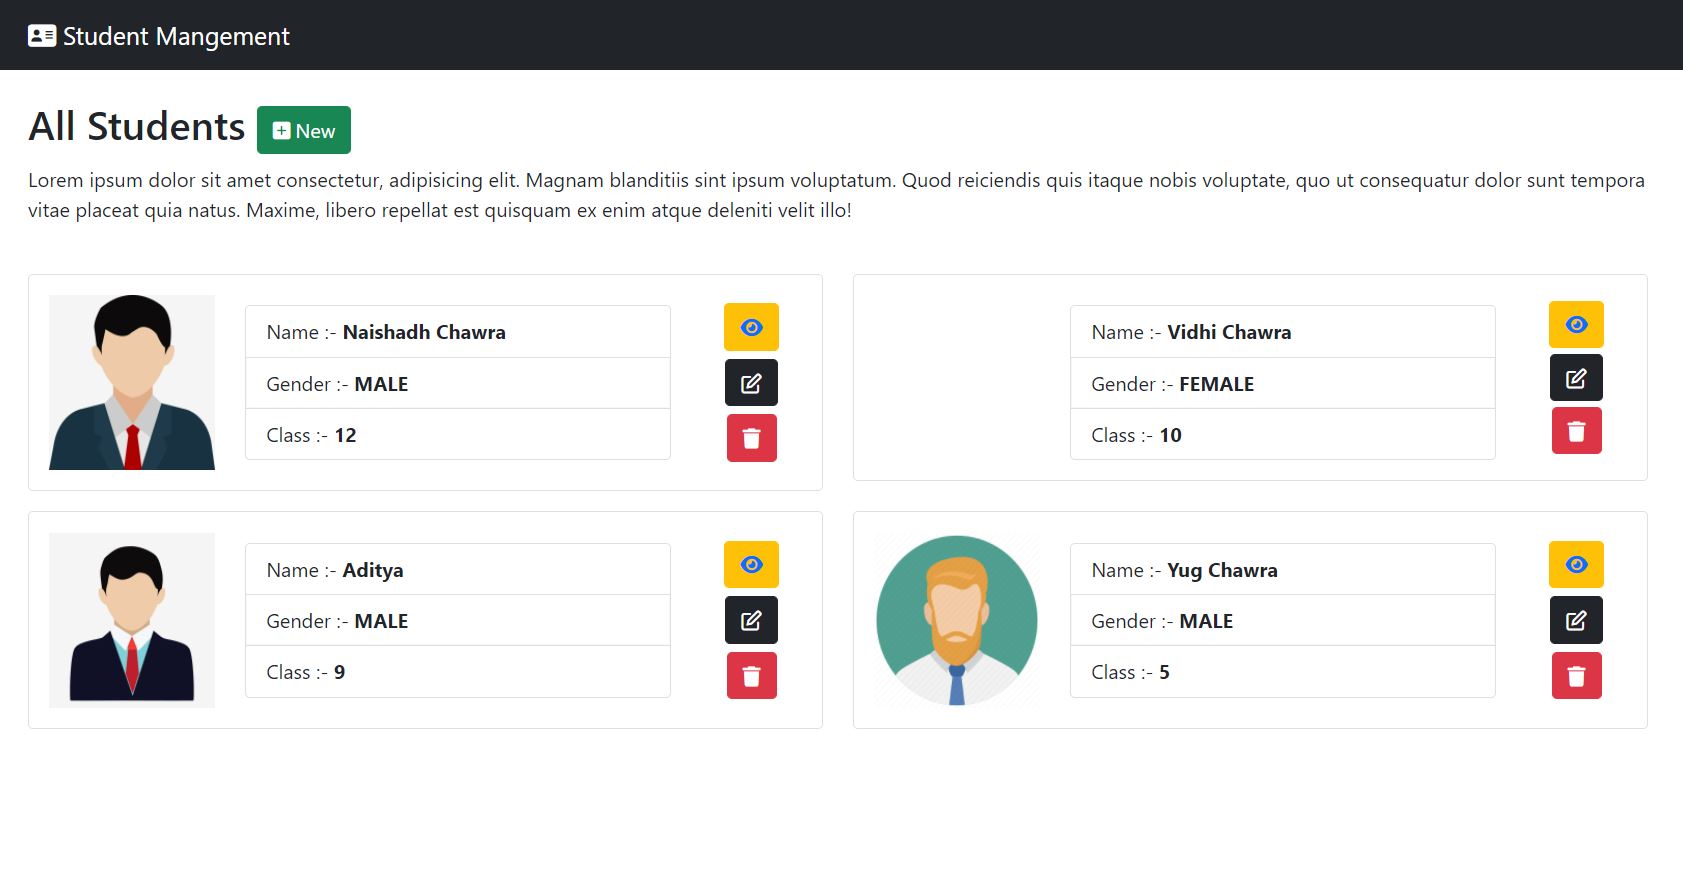 Student Mangement
All Students
New
Lorem ipsum dolor sit amet consectetur, adipisicing elit. Magnam blanditiis sint ipsum voluptatum. Quod reiciendis quis itaque nobis voluptate, quo ut consequatur dolor sunt tempora
vitae placeat quia natus. Maxime, libero repellat est quisquam ex enim atque deleniti velit illo!
Name :- Naishadh Chawra
Gender :- MALE
Class :- 12
Name :- Vidhi Chawra
Gender :- FEMALE
Class :- 10
Name :- Aditya
Gender :- MALE
Class :- 9
Name :- Yug Chawra
Gender :- MALE
Class :- 5